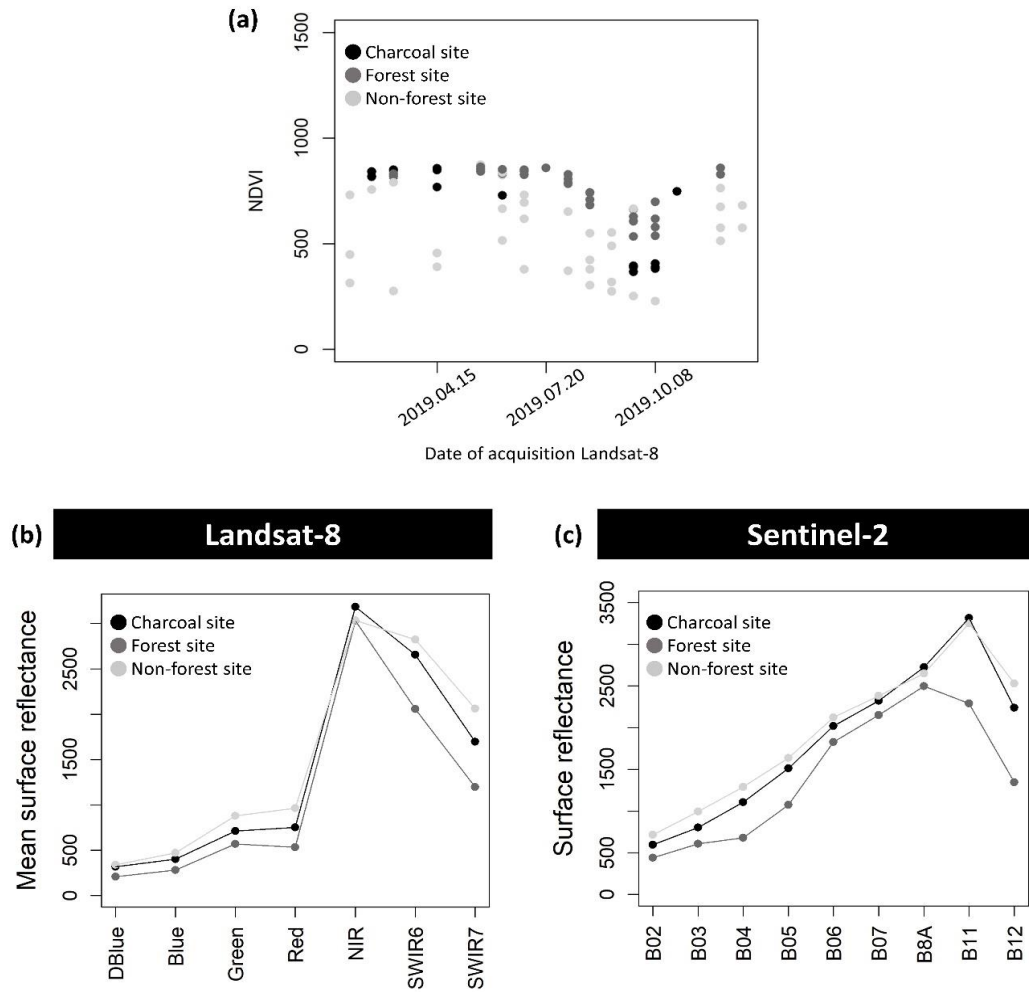 (a)
1500
1000
500
0
NDVI
Charcoal site
Forest site
Non-forest site
2019.04.15
2019.07.20
2019.10.08
Date of acquisition Landsat-8
(b)
Landsat-8
Mean surface reflectance
2500
1500
500
0
Charcoal site
Forest site
Non-forest site
DBlue
Blue
Green
Red
NIR
SWIR6
SWIR7
(c)
Sentinel-2
Surface reflectance
3500
2500
1500
500
0
Charcoal site
Forest site
Non-forest site
B02
B03
B04
B05
B06
B07
B8A
B11
B12